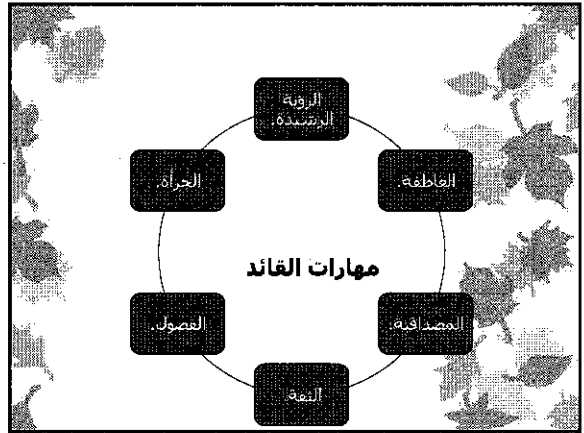 الرؤية
الرشيدة.
العاطفة.
المصداقية.
الثقة.
الفضول.
الجرأة.
مهارات القائد